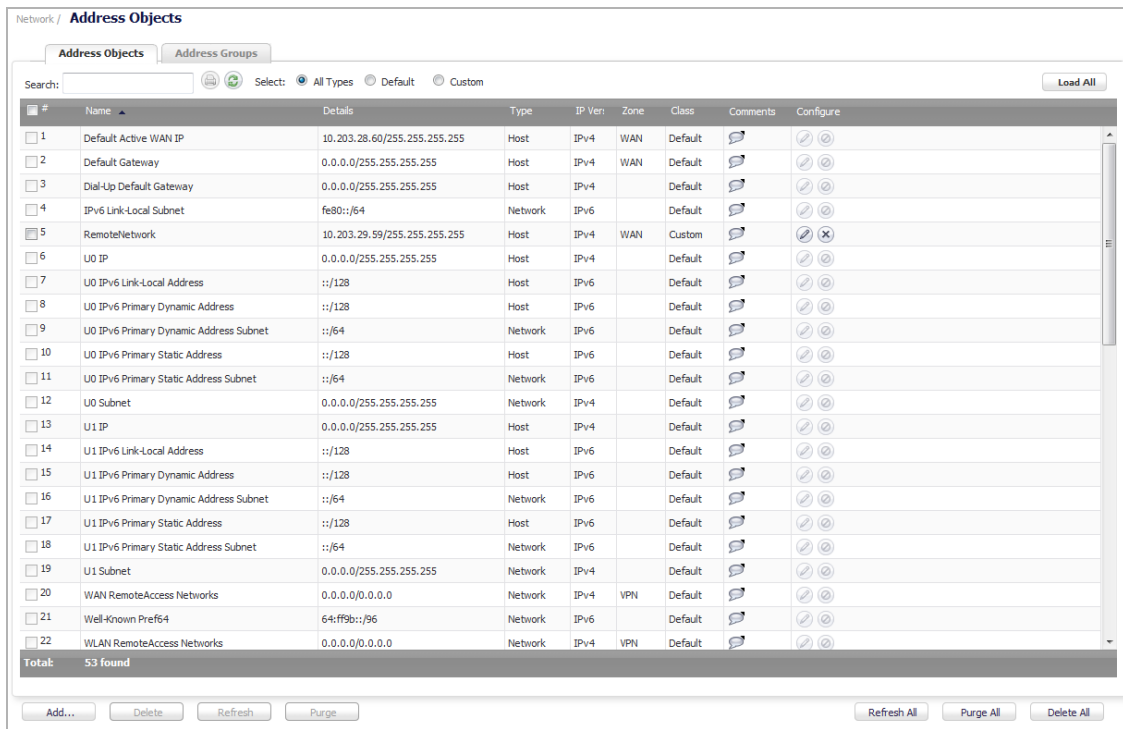 Network / Address Objects
Address Objects Address Groups
Search: Select: All Types Default Custom Load All
# Name Details Type IP Ver Zone Class Comments Configure
1 Default Active WAN IP 10.203.28.60/255.255.255.255 Host IPv4 WAN Default
2 Default Gateway 0.0.0.0/255.255.255.255 Host IPv4 WAN Default
3 Dial-Up Default Gateway 0.0.0.0/255.255.255.255 Host IPv4 Default
4 IPv6 Link-Local Subnet fe80::/64 Network IPv6 Default
5 RemoteNetwork 10.203.29.59/255.255.255.255 Host IPv4 WAN Custom
6 U0 IP 0.0.0.0/255.255.255.255 Host IPv4 Default
7 U0 IPv6 Link-Local Address ::/128 Host IPv6 Default
8 U0 IPv6 Primary Dynamic Address ::/128 Host IPv6 Default
9 U0 IPv6 Primary Dynamic Address Subnet ::/64 Network IPv6 Default
10 U0 IPv6 Primary Static Address ::/128 Host IPv6 Default
11 U0 IPv6 Primary Static Address Subnet ::/64 Network IPv6 Default
12 U0 Subnet 0.0.0.0/255.255.255.255 Network IPv4 Default
13 U1 IP 0.0.0.0/255.255.255.255 Host IPv4 Default
14 U1 IPv6 Link-Local Address ::/128 Host IPv6 Default
15 U1 IPv6 Primary Dynamic Address ::/128 Host IPv6 Default
16 U1 IPv6 Primary Dynamic Address Subnet ::/64 Network IPv6 Default
17 U1 IPv6 Primary Static Address ::/128 Host IPv6 Default
18 U1 IPv6 Primary Static Address Subnet ::/64 Network IPv6 Default
19 U1 Subnet 0.0.0.0/255.255.255.255 Network IPv4 Default
20 WAN RemoteAccess Networks 0.0.0.0/0.0.0.0 Network IPv4 VPN Default
21 Well-Known Pref64 64:ff9b::/96 Network IPv6 Default
22 WLAN RemoteAccess Networks 0.0.0.0/0.0.0.0 Network IPv4 VPN Default
Total: 53 found
Add... Delete Refresh Purge Refresh All Purge All Delete All